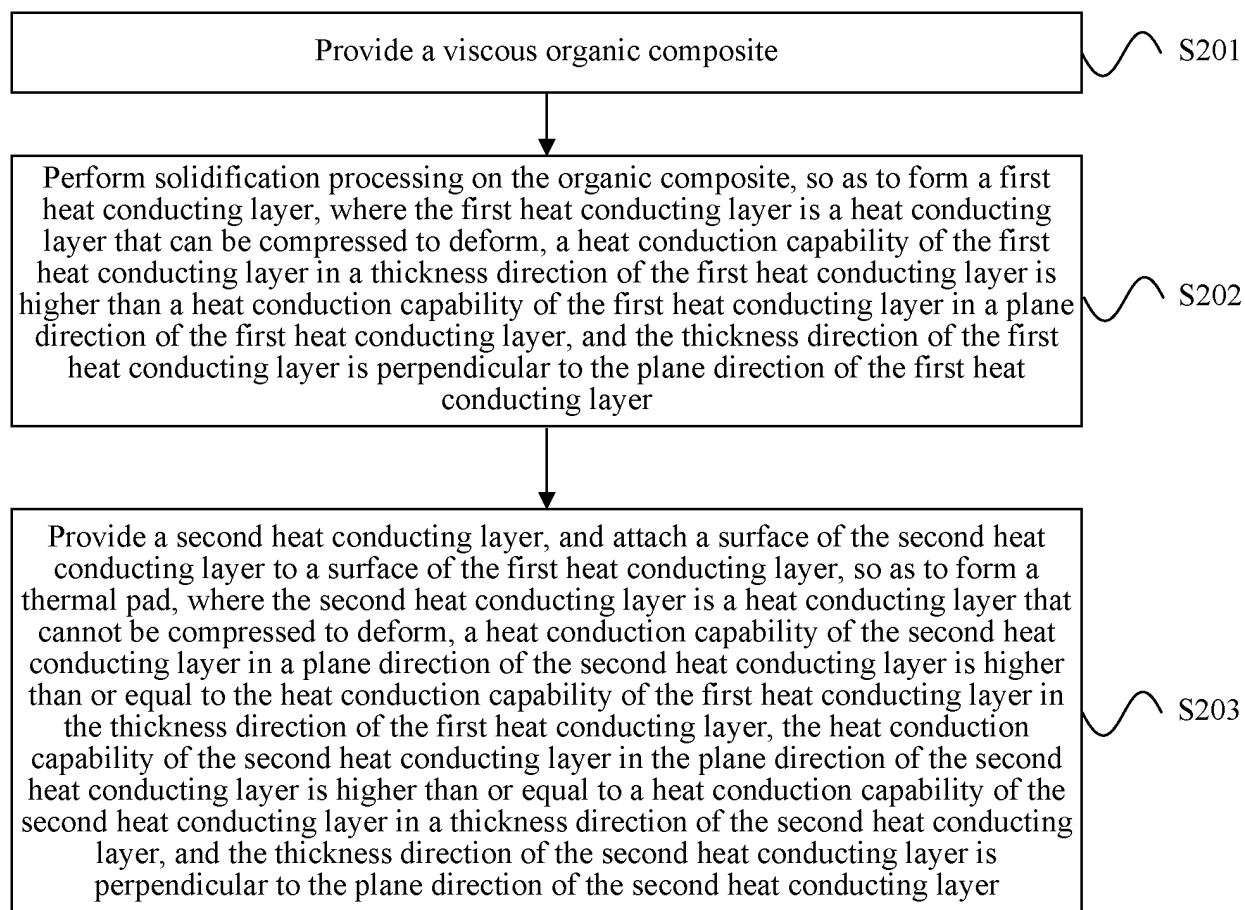 Provide a viscous organic composite
S201
Perform solidification processing on the organic composite, so as to form a first
heat conducting layer, where the first heat conducting layer is a heat conducting
layer that can be compressed to deform, a heat conduction capability of the first
heat conducting layer in a thickness direction of the first heat conducting layer is
higher than a heat conduction capability of the first heat conducting layer in a plane
direction of the first heat conducting layer, and the thickness direction of the first
heat conducting layer is perpendicular to the plane direction of the first heat
conducting layer
S202
Provide a second heat conducting layer, and attach a surface of the second heat
conducting layer to a surface of the first heat conducting layer, so as to form a
thermal pad, where the second heat conducting layer is a heat conducting layer that
cannot be compressed to deform, a heat conduction capability of the second heat
conducting layer in a plane direction of the second heat conducting layer is higher
than or equal to the heat conduction capability of the first heat conducting layer in
the thickness direction of the first heat conducting layer, the heat conduction
capability of the second heat conducting layer in the plane direction of the second
heat conducting layer is higher than or equal to a heat conduction capability of the
second heat conducting layer in a thickness direction of the second heat conducting
layer, and the thickness direction of the second heat conducting layer is
perpendicular to the plane direction of the second heat conducting layer
S203